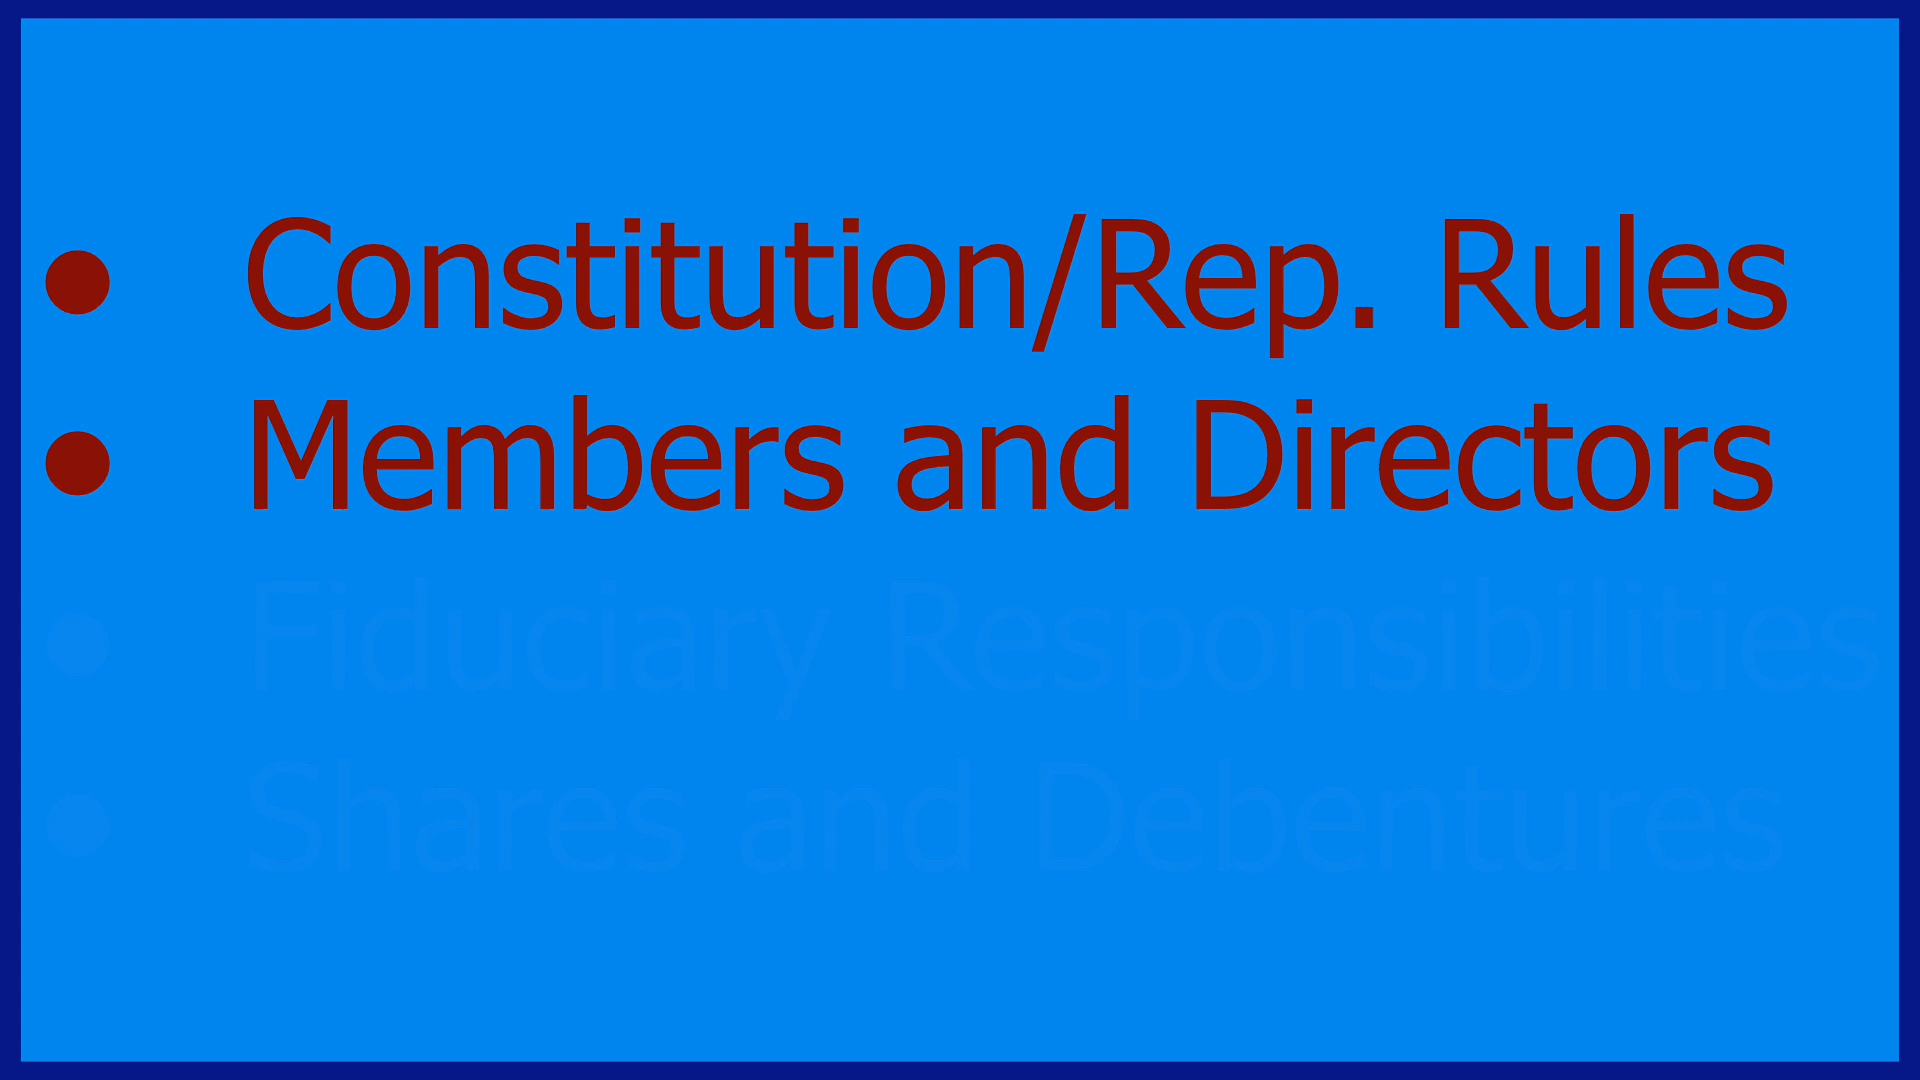 ● Constitution/Rep. Rules
● Members and Directors
● Fiduciary Responsibilities
● Shares and Debentures